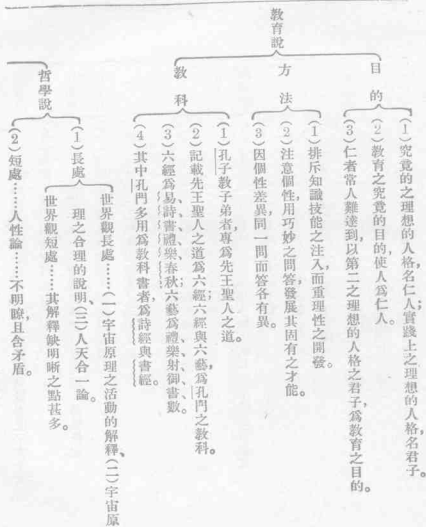 教育說
目的
(1)究竟的之理想的人格名仁人;實踐上之理想的人格名君子。
(2)教育之究竟的目的使人爲仁人。
(3)仁者常人難達到,以第二之理想的人格之君子,爲教育之目的。
方法
(1)排斥知識技能之注入而重理性之開發。
(2)注意個性,用巧妙之問答發展其固有之才能。
(3)因個性差異,同一問而答各有異。
教科
(1)孔子教子弟者,專爲先王聖人之道。
(2)記載先王聖人之道爲六經;六經與六藝爲孔門之教科。
(3)六經爲易、詩、書、禮、樂、春秋;六藝爲禮、樂、射、御、書、數。
(4)其中孔門多用爲教科書者,爲詩經與書經。
哲學說
(1)長處
世界觀長處……(一)宇宙原理之活動的解釋、(二)宇宙原
理之合理的說明、(三)人天合一論。
世界觀短處……其解釋缺明晰之點甚多。
(2)短處……人性論……不明瞭,且含矛盾。